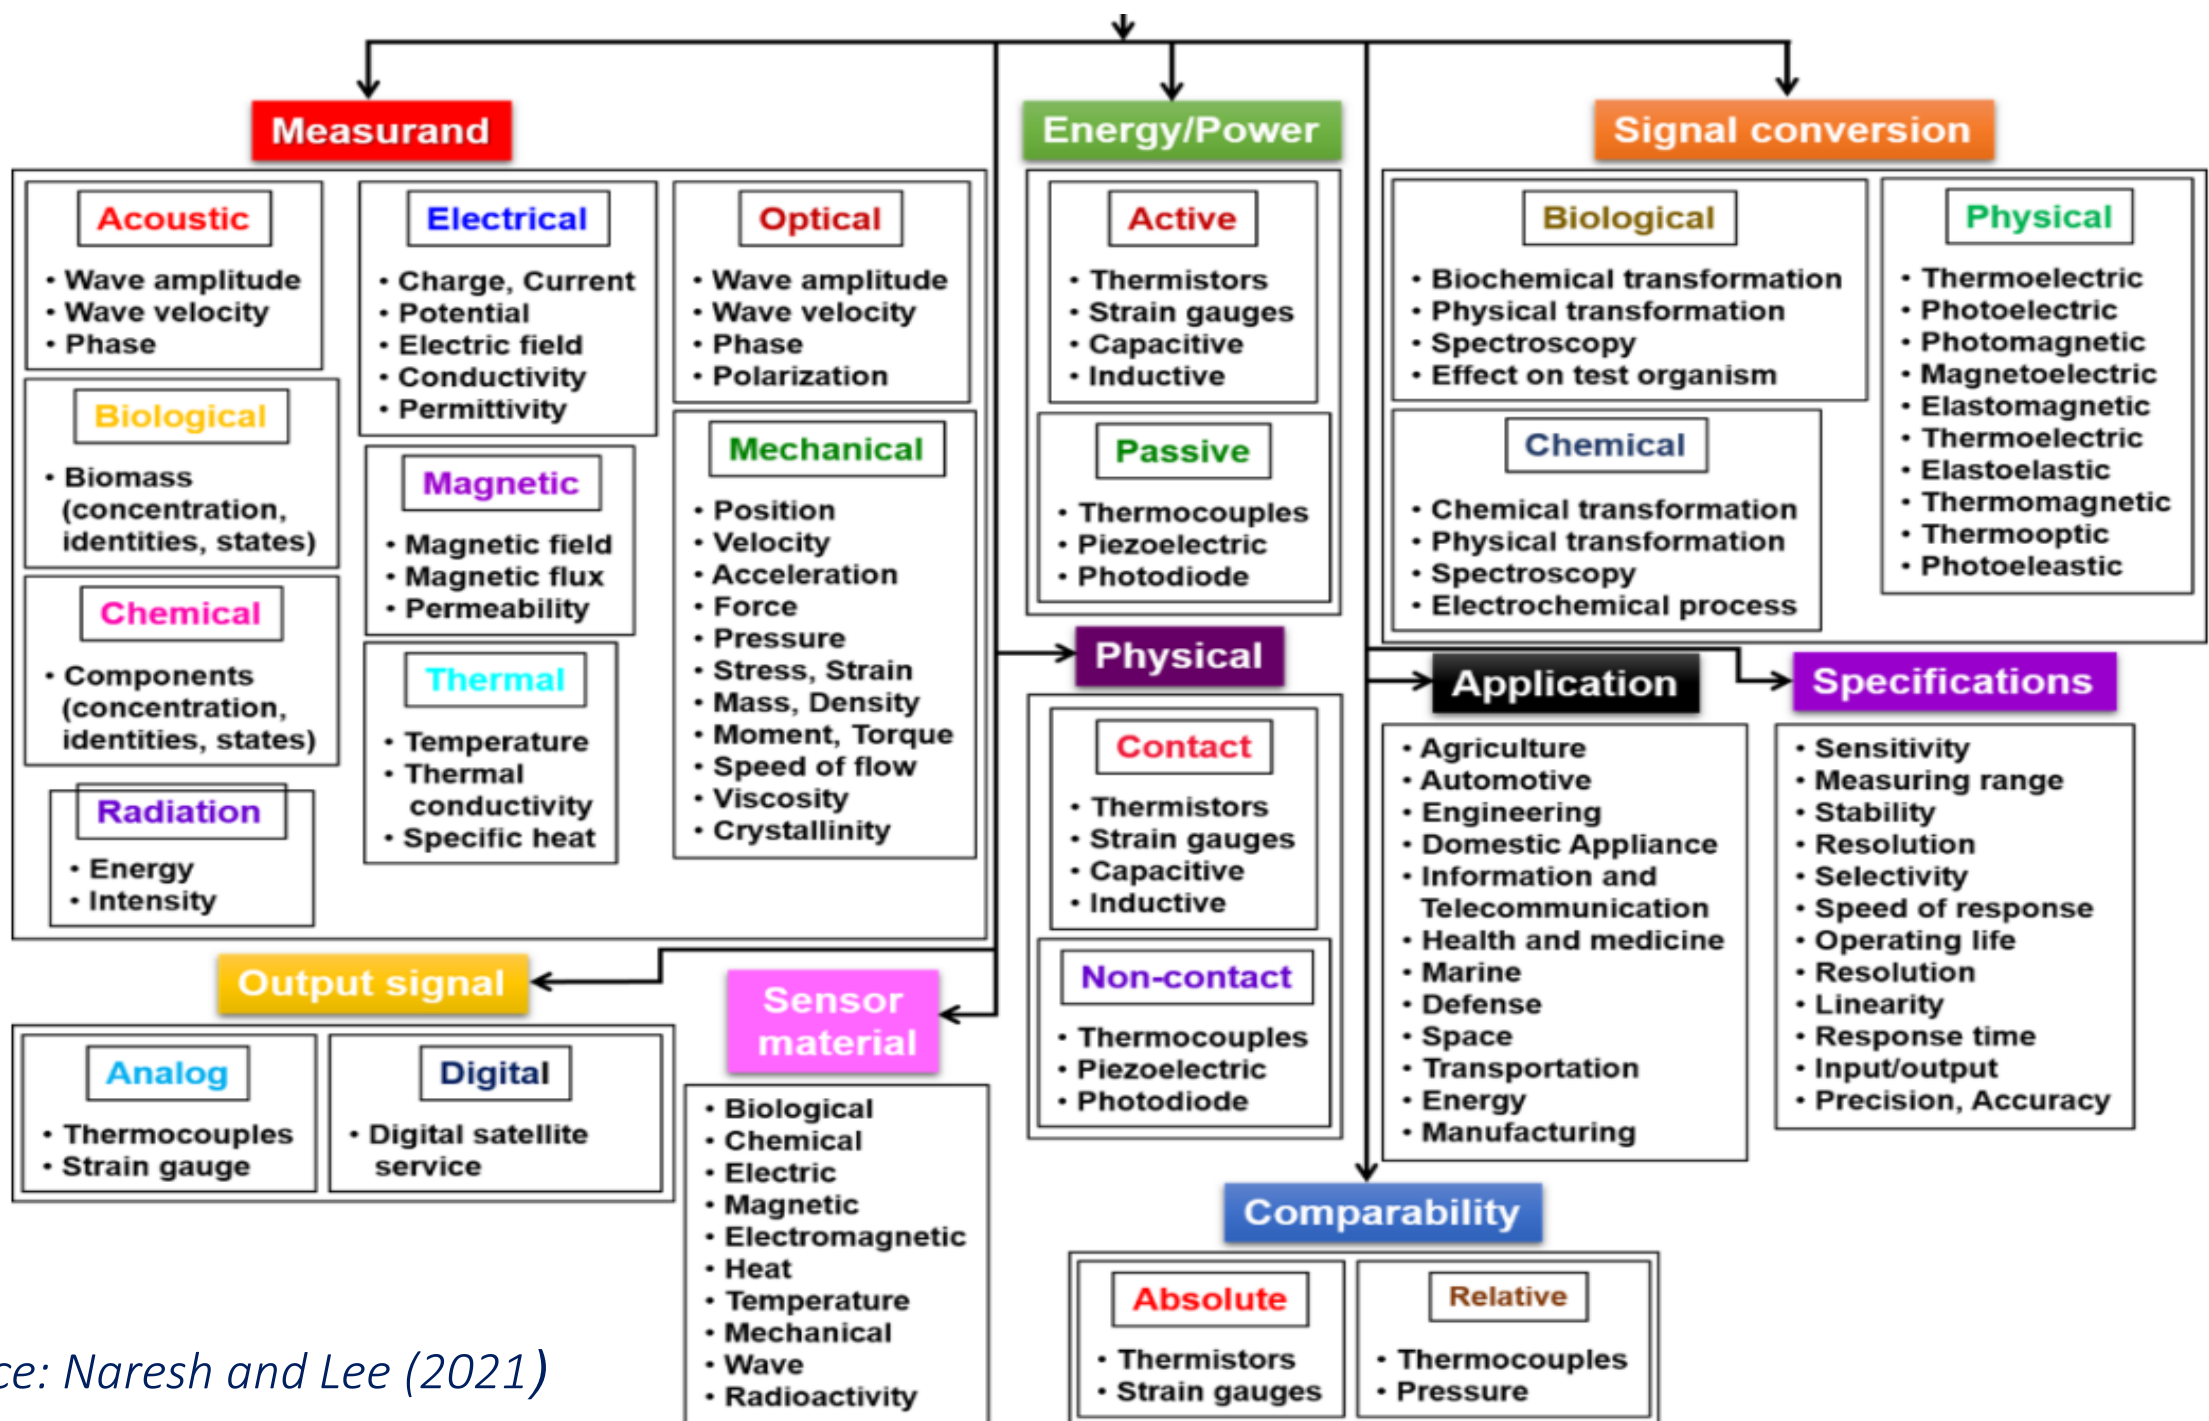 Measurand
Acoustic
• Wave amplitude
• Wave velocity
• Phase
Biological
• Biomass
(concentration,
identities, states)
Chemical
• Components
(concentration,
identities, states)
Radiation
• Energy
• Intensity
Electrical
• Charge, Current
• Potential
• Electric field
• Conductivity
• Permittivity
Magnetic
• Magnetic field
• Magnetic flux
• Permeability
Thermal
• Temperature
• Thermal
conductivity
• Specific heat
Optical
• Wave amplitude
• Wave velocity
• Phase
• Polarization
Mechanical
• Position
• Velocity
• Acceleration
• Force
• Pressure
• Stress, Strain
• Mass, Density
• Moment, Torque
• Speed of flow
• Viscosity
• Crystallinity
Energy/Power
Active
• Thermistors
• Strain gauges
• Capacitive
• Inductive
Passive
• Thermocouples
• Piezoelectric
• Photodiode
Signal conversion
Biological
• Biochemical transformation
• Physical transformation
• Spectroscopy
• Effect on test organism
Chemical
• Chemical transformation
• Physical transformation
• Spectroscopy
• Electrochemical process
Physical
• Thermoelectric
• Photoelectric
• Photomagnetic
• Magnetoelectric
• Elastomagnetic
• Thermoelectric
• Elastoelastic
• Thermomagnetic
• Thermooptic
• Photoeleastic
Physical
Contact
• Thermistors
• Strain gauges
• Capacitive
• Inductive
Non-contact
• Thermocouples
• Piezoelectric
• Photodiode
Application
• Agriculture
• Automotive
• Engineering
• Domestic Appliance
• Information and
Telecommunication
• Health and medicine
• Marine
• Defense
• Space
• Transportation
• Energy
• Manufacturing
Specifications
• Sensitivity
• Measuring range
• Stability
• Resolution
• Selectivity
• Speed of response
• Operating life
• Resolution
• Linearity
• Response time
• Input/output
• Precision, Accuracy
Output signal
Analog
• Thermocouples
• Strain gauge
Digital
• Digital satellite
service
Sensor
material
• Biological
• Chemical
• Electric
• Magnetic
• Electromagnetic
• Heat
• Temperature
• Mechanical
• Wave
• Radioactivity
Comparability
Absolute
• Thermistors
• Strain gauges
Relative
• Thermocouples
• Pressure
ce: Naresh and Lee (2021)